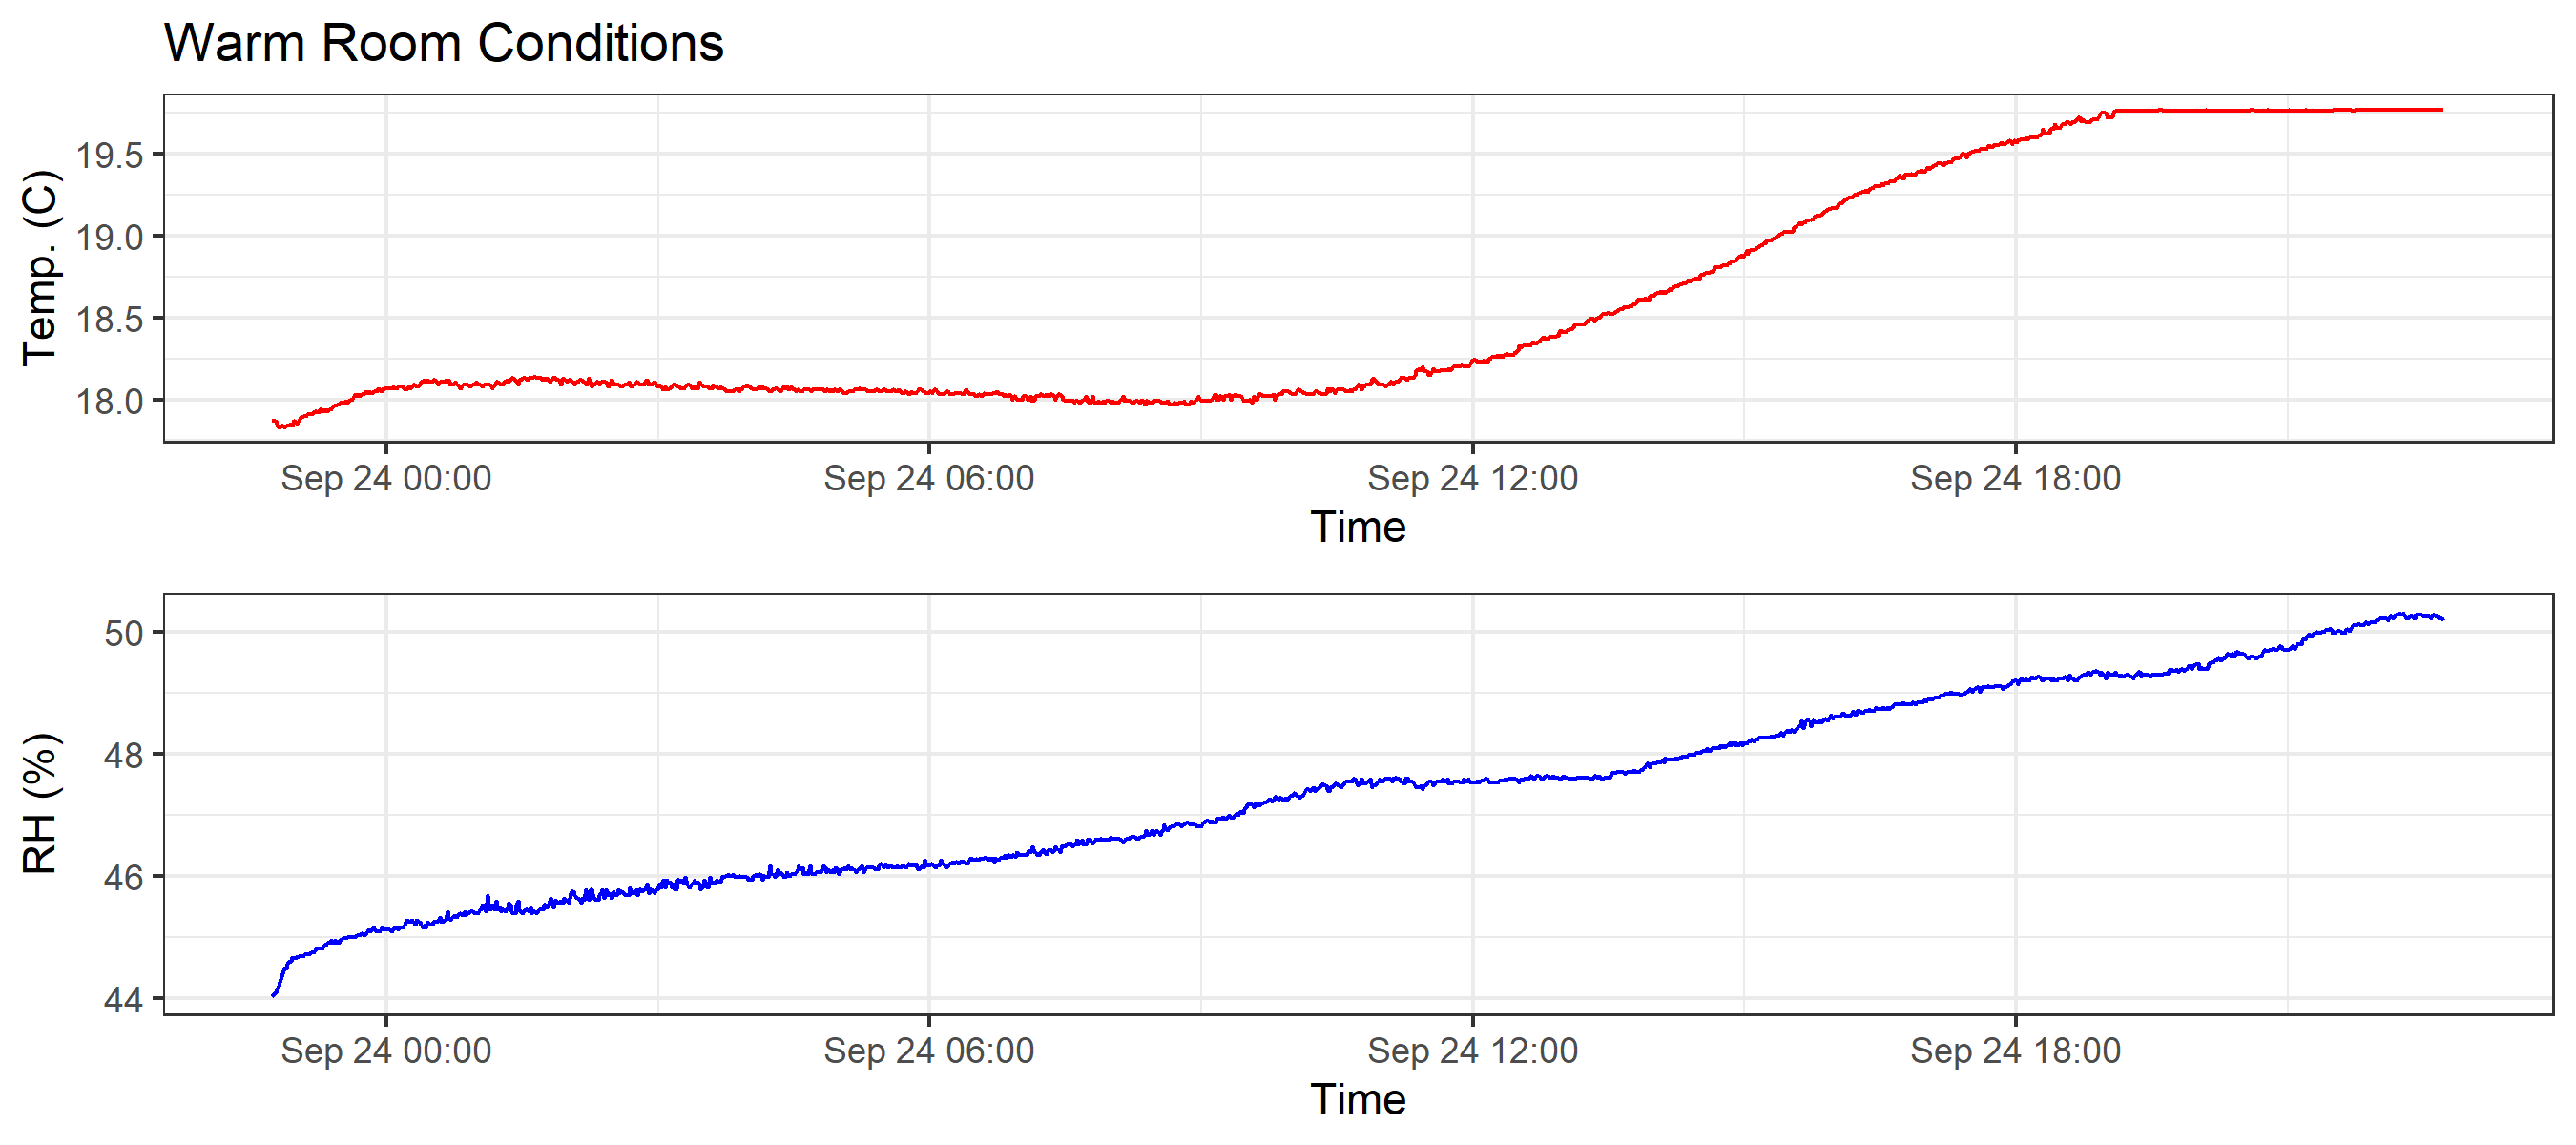 Warm Room Conditions
Temp. (C)
19.5
19.0
18.5
18.0
Sep 24 00:00 Sep 24 06:00 Sep 24 12:00 Sep 24 18:00
Time
RH (%)
50
48
46
44
Sep 24 00:00 Sep 24 06:00 Sep 24 12:00 Sep 24 18:00
Time